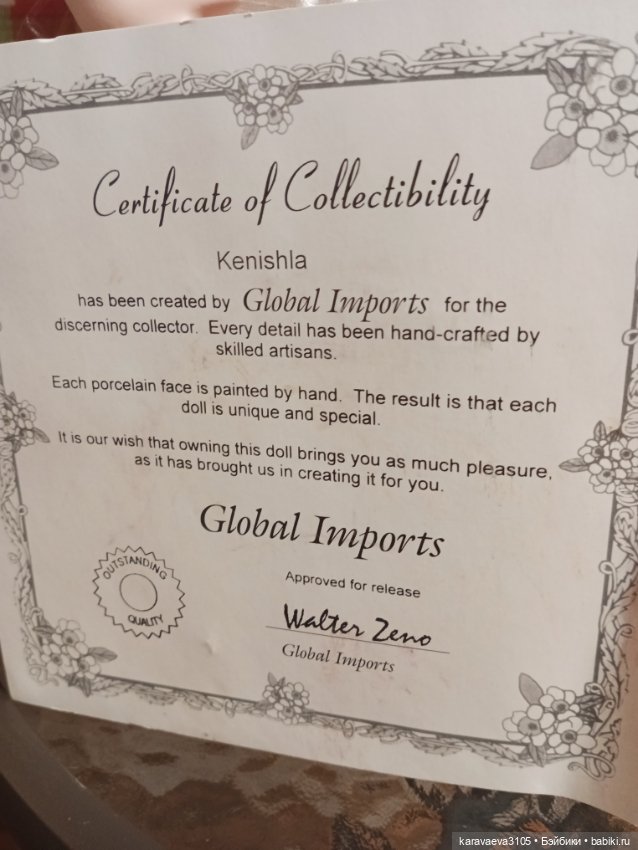 Certificate of Collectibility
Kenishla
has been created by Global Imports for the
discerning collector. Every detail has been hand-crafted by
skilled artisans.
Each porcelain face is painted by hand. The result is that each
doll is unique and special.
It is our wish that owning this doll brings you as much pleasure,
as it has brought us in creating it for you.
Global Imports
OUTSTANDING
QUALITY
Approved for release
Walter Zeno
Global Imports
karavaeva3105 • Бэйбики • babiki.ru